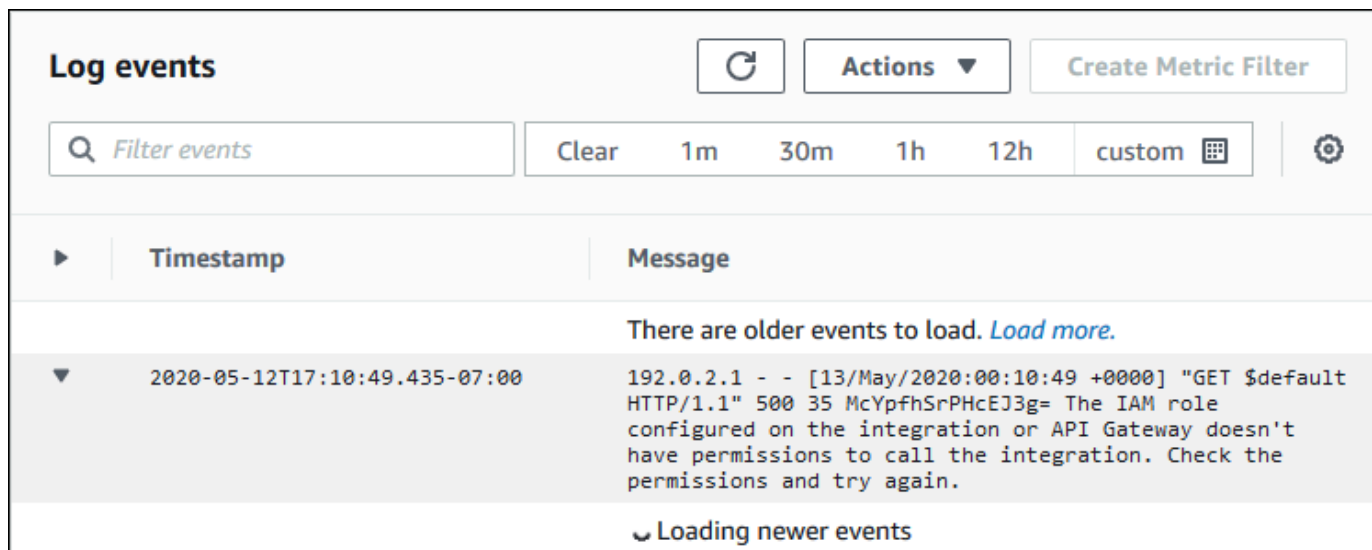 Log events
Actions
Create Metric Filter
Filter events
Clear 1m 30m 1h 12h custom
Timestamp Message
There are older events to load. Load more.
2020-05-12T17:10:49.435-07:00 192.0.2.1 - - [13/May/2020:00:10:49 +0000] "GET $default
HTTP/1.1" 500 35 McYpfhSrPHcEJ3g= The IAM role
configured on the integration or API Gateway doesn't
have permissions to call the integration. Check the
permissions and try again.
Loading newer events